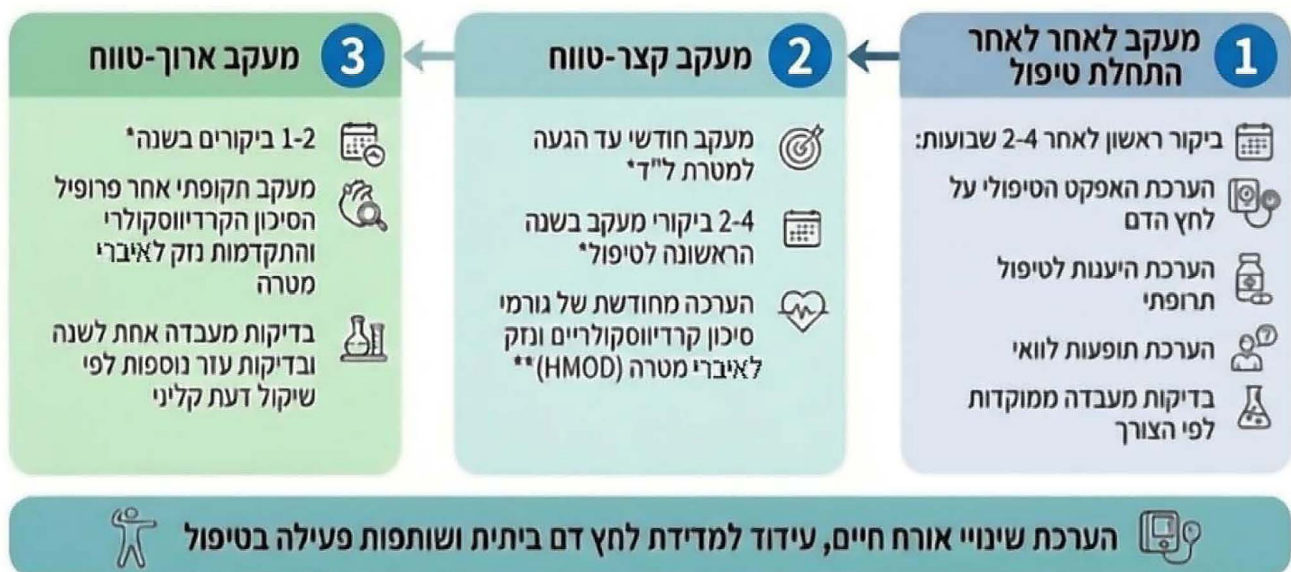 1
מעקב לאחר לאחר
התחלת טיפול
ביקור ראשון לאחר 2-4 שבועות:
הערכת האפקט הטיפולי על
לחץ הדם
הערכת היענות לטיפול
תרופתי
הערכת תופעות לוואי
בדיקות מעבדה ממוקדות
לפי הצורך
2
מעקב קצר-טווח
מעקב חודשי עד הגעה
למטרת ל"ד*
2-4 ביקורי מעקב בשנה
הראשונה לטיפול*
הערכה מחודשת של גורמי
סיכון קרדיווסקולריים ונזק
לאיברי מטרה (HMOD)**
3
מעקב ארוך-טווח
1-2 ביקורים בשנה*
מעקב תקופתי אחר פרופיל
הסיכון הקרדיווסקולרי
והתקדמות נזק לאיברי
מטרה
בדיקות מעבדה אחת לשנה
ובדיקות עזר נוספות לפי
שיקול דעת קליני
הערכת שינויי אורח חיים, עידוד למדידת לחץ דם ביתית ושותפות פעילה בטיפול